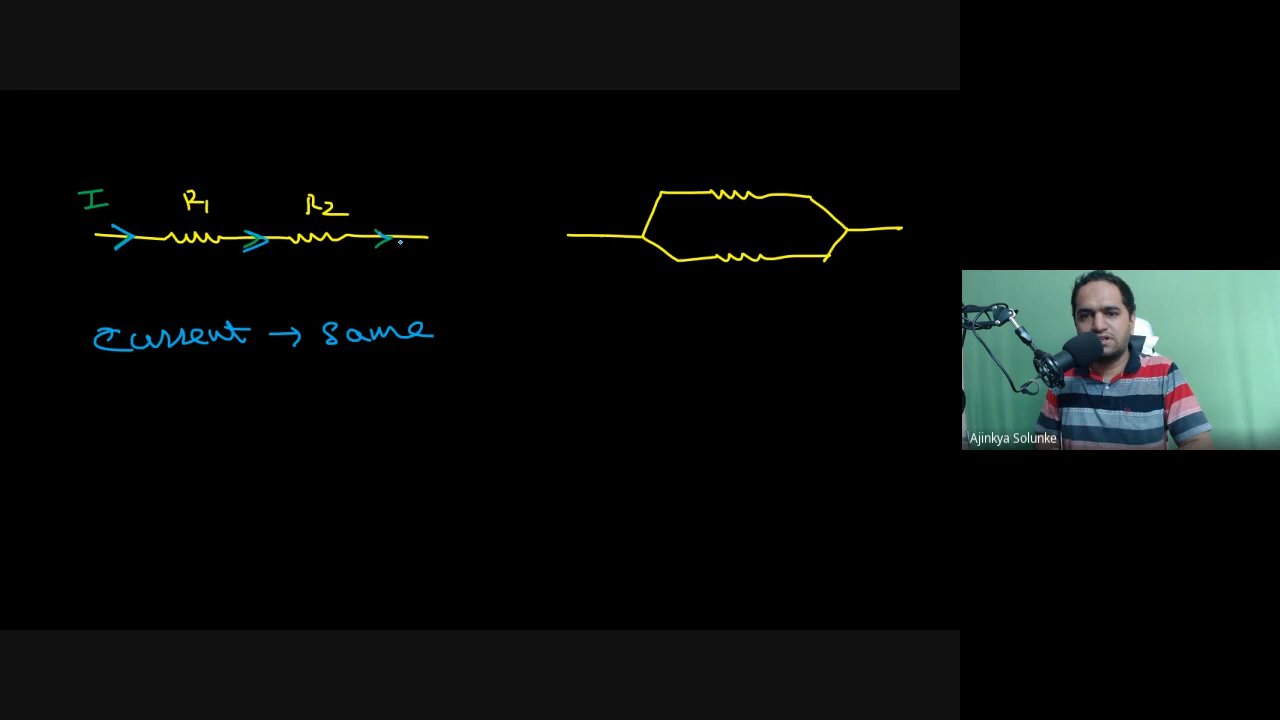 I
R1
R2
Current → Same
Ajinkya Solunke